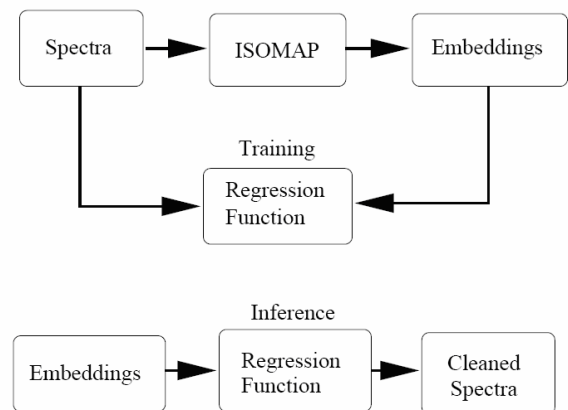 Spectra
ISOMAP
Embeddings
Training
Regression
Function
Inference
Embeddings
Regression
Function
Cleaned
Spectra